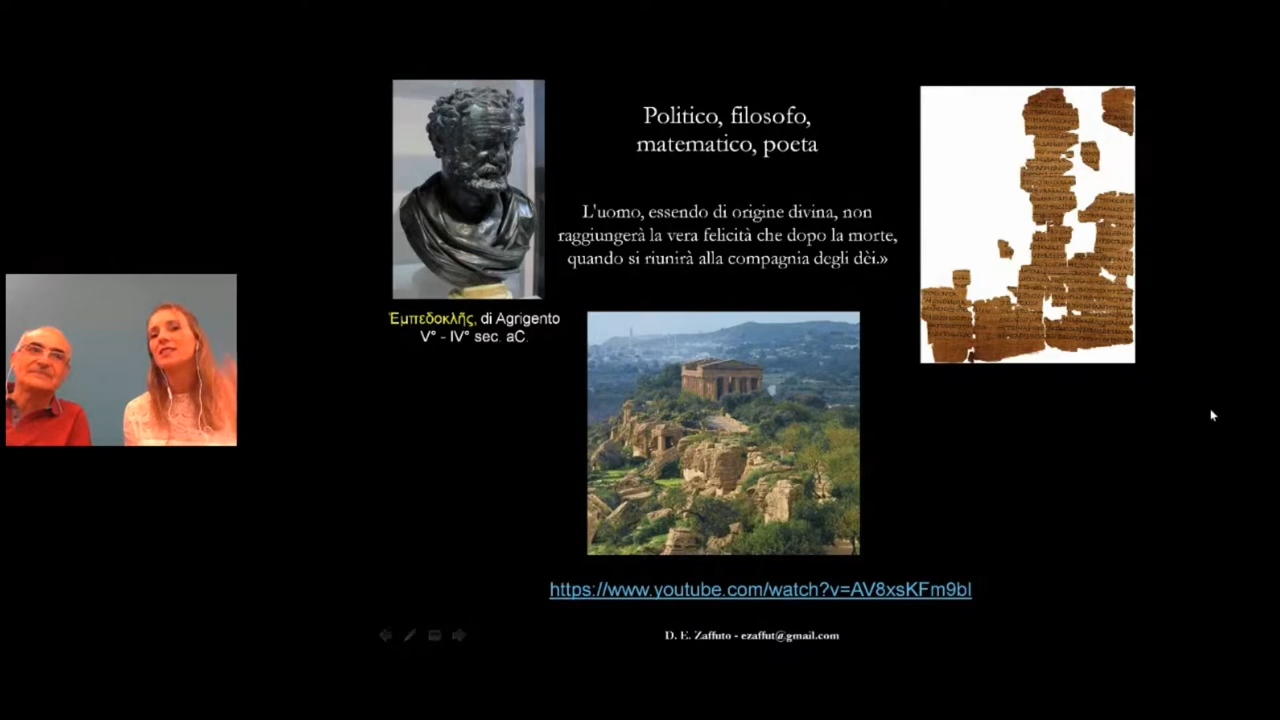 Politico, filosofo,
matematico, poeta
L'uomo, essendo di origine divina, non
raggiungerà la vera felicità che dopo la morte,
quando si riunirà alla compagnia degli dèi.»
Ἐμπεδοκλῆς, di Agrigento
V° - IV° sec. aC.
https://www.youtube.com/watch?v=AV8xsKFm9bI
D. E. Zaffuto - ezaffut@gmail.com